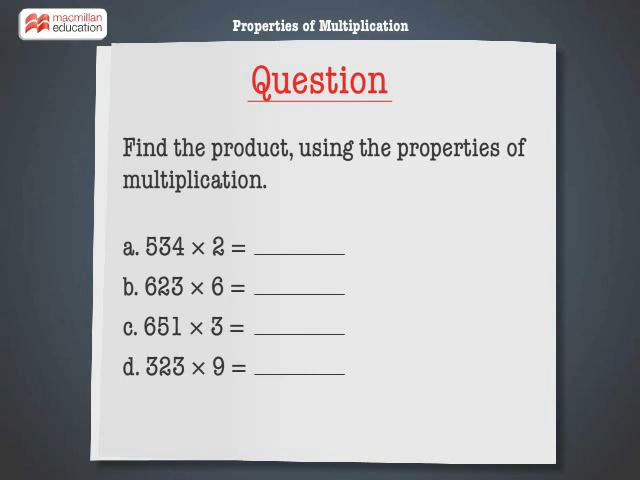 macmillan
education
Properties of Multiplication
Question
Find the product, using the properties of
multiplication.
a. 534 × 2 = ________
b. 623 × 6 = ________
c. 651 × 3 = ________
d. 323 × 9 = ________